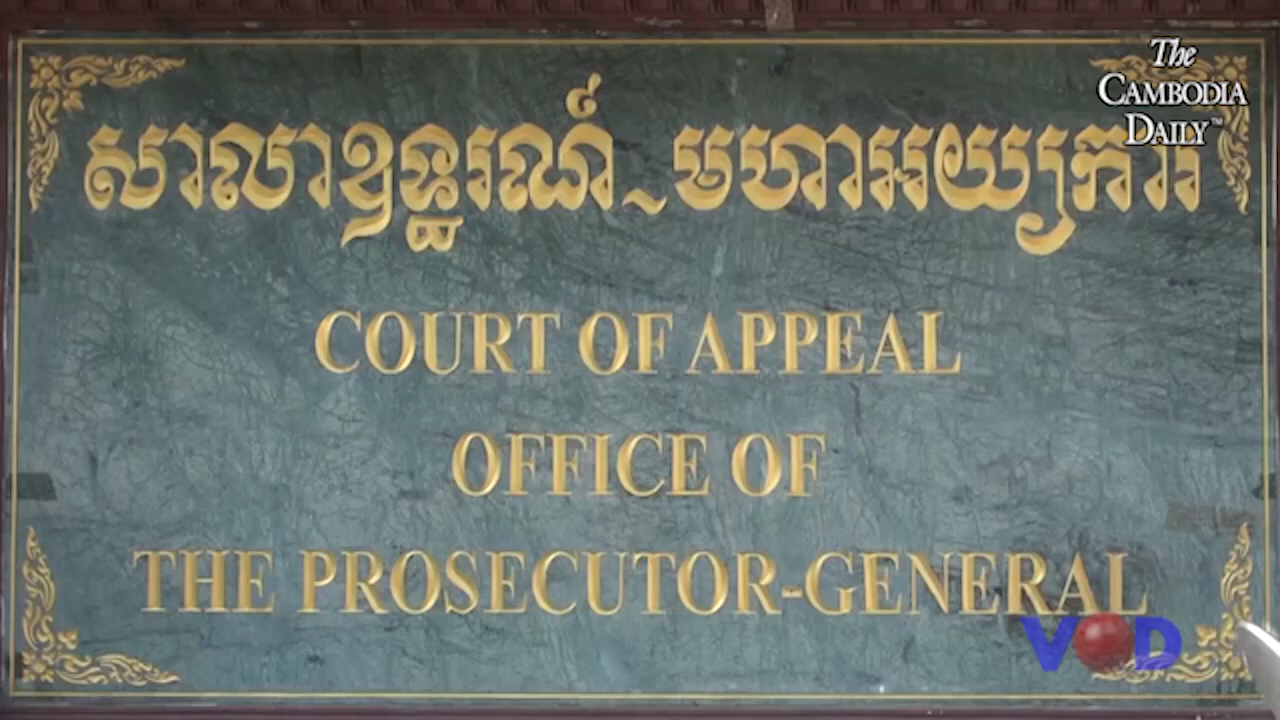 The
CAMBODIA
DAILY™
សាលាឧទ្ធរណ៍~មហាអយ្យការ
COURT OF APPEAL
OFFICE OF
THE PROSECUTOR-GENERAL
VOD